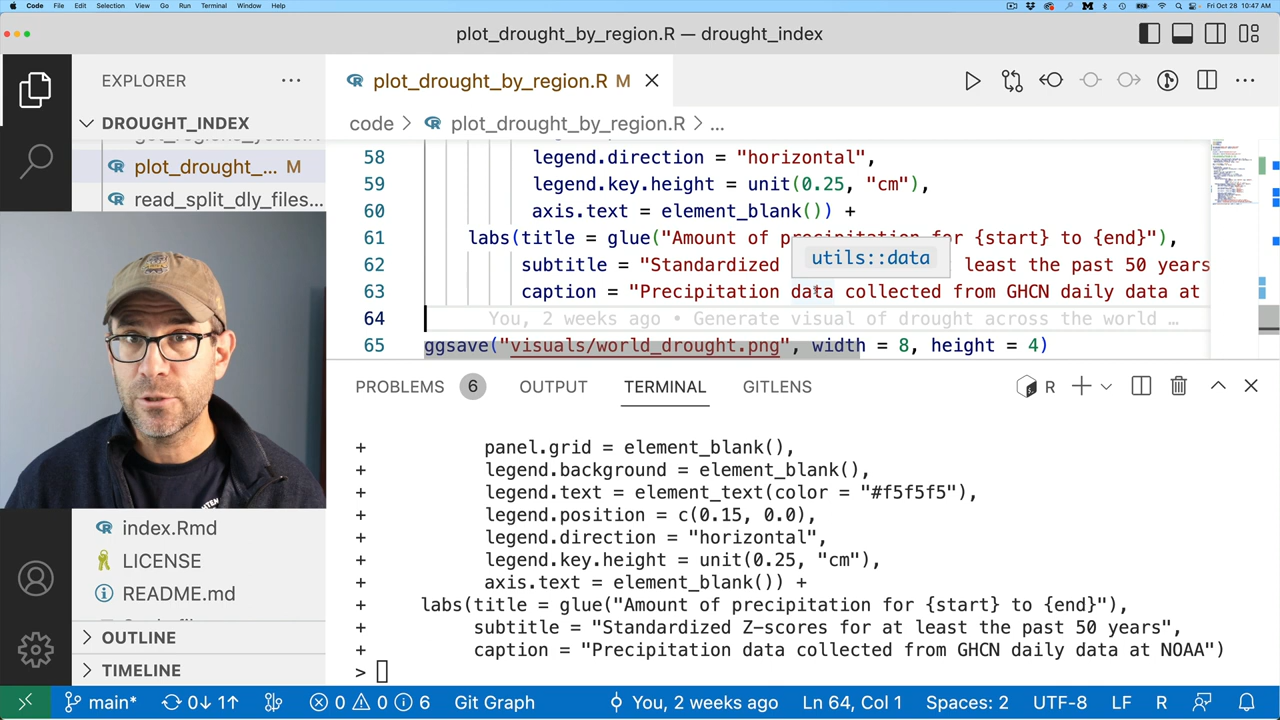 Code File Edit Selection View Go Run Terminal Window Help Fri Oct 28 10:47 AM
plot_drought_by_region.R — drought_index
EXPLORER
plot_drought_by_region.R M
DROUGHT_INDEX
code > plot_drought_by_region.R > ...
plot_drought_... M
read_split_dly_files...
58 legend.direction = "horizontal",
59 legend.key.height = unit(0.25, "cm"),
60 axis.text = element_blank()) +
61 labs(title = glue("Amount of precipitation for {start} to {end}"),
62 subtitle = "Standardized least the past 50 years
utils::data
63 caption = "Precipitation data collected from GHCN daily data at
64 You, 2 weeks ago • Generate visual of drought across the world …
65 ggsave("visuals/world_drought.png", width = 8, height = 4)
PROBLEMS 6 OUTPUT TERMINAL GITLENS R
+ panel.grid = element_blank(),
+ legend.background = element_blank(),
+ legend.text = element_text(color = "#f5f5f5"),
+ legend.position = c(0.15, 0.0),
+ legend.direction = "horizontal",
+ legend.key.height = unit(0.25, "cm"),
+ axis.text = element_blank()) +
+ labs(title = glue("Amount of precipitation for {start} to {end}"),
+ subtitle = "Standardized Z-scores for at least the past 50 years",
+ caption = "Precipitation data collected from GHCN daily data at NOAA")
>
index.Rmd
LICENSE
README.md
OUTLINE
TIMELINE
main* 0↓ 1↑ 0 0 6 Git Graph You, 2 weeks ago Ln 64, Col 1 Spaces: 2 UTF-8 LF R